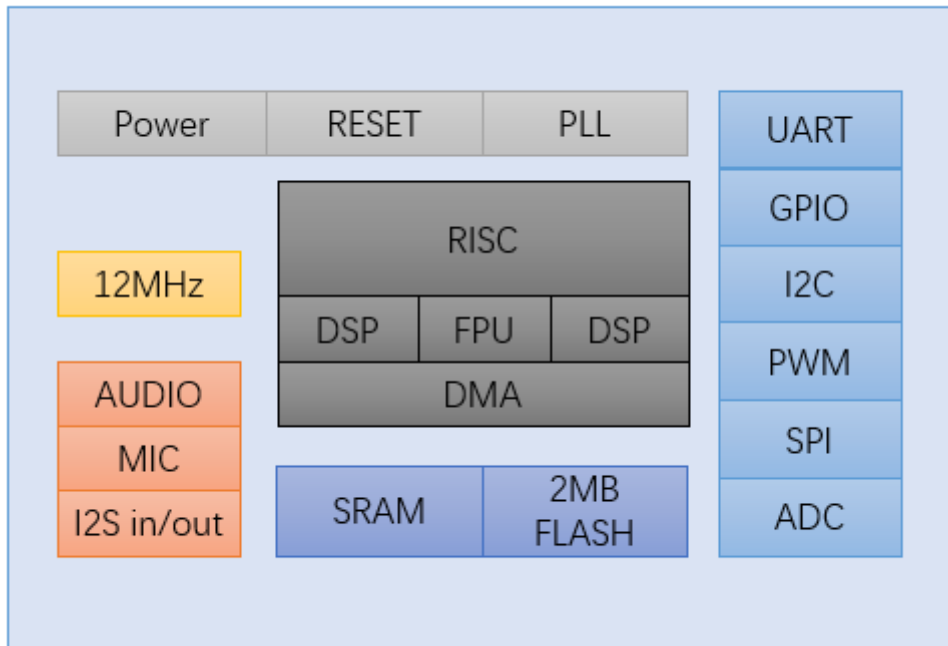 Power
RESET
PLL
12MHz
AUDIO
MIC
I2S in/out
RISC
DSP
FPU
DSP
DMA
SRAM
2MB
FLASH
UART
GPIO
I2C
PWM
SPI
ADC